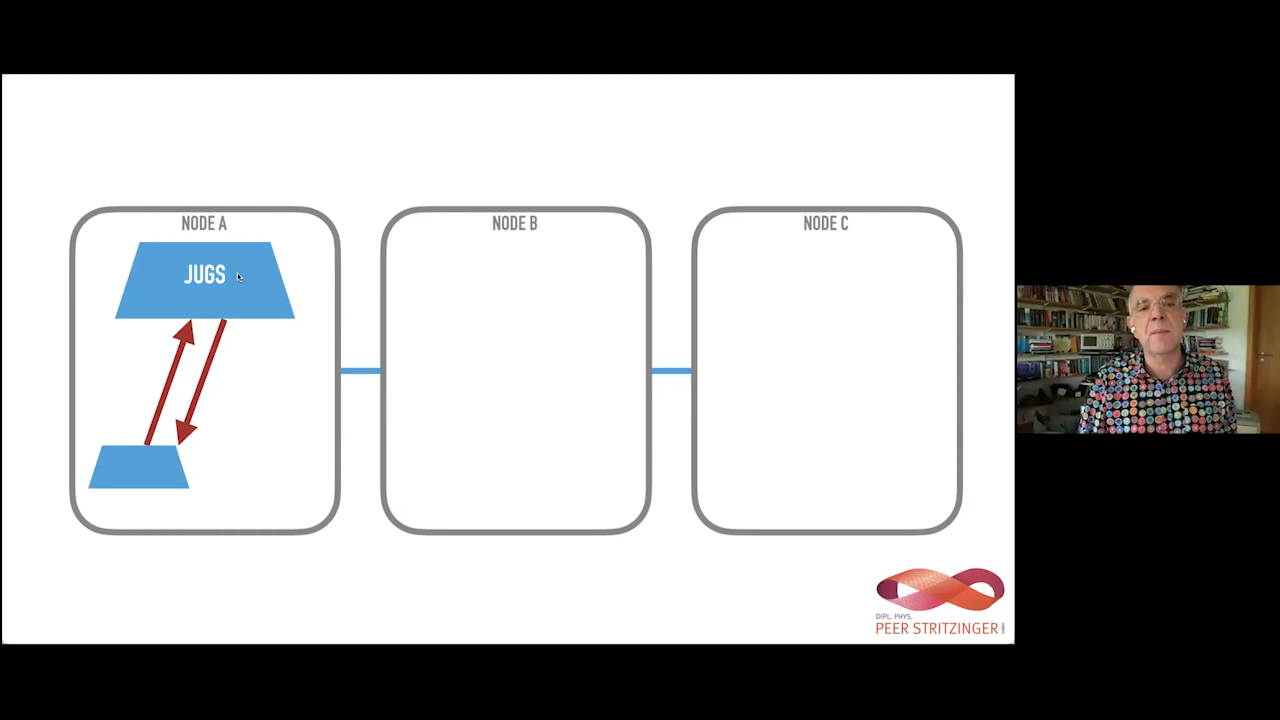 NODE A
NODE B
NODE C
JUGS
DIPL. PHYS.
PEER STRITZINGER